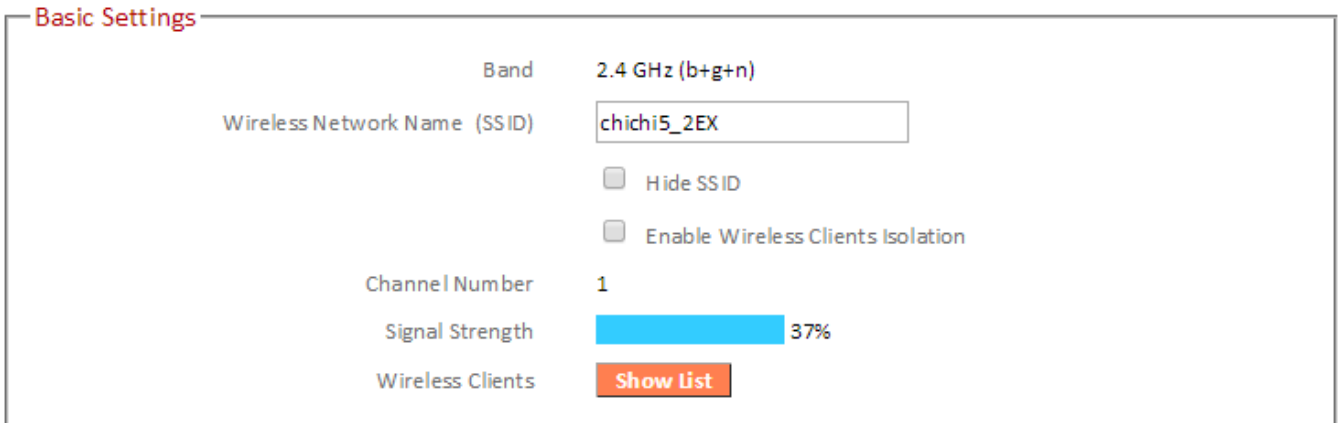 Basic Settings
Band 2.4 GHz (b+g+n)
Wireless Network Name (SSID) chichi5_2EX
Hide SSID
Enable Wireless Clients Isolation
Channel Number 1
Signal Strength 37%
Wireless Clients Show List